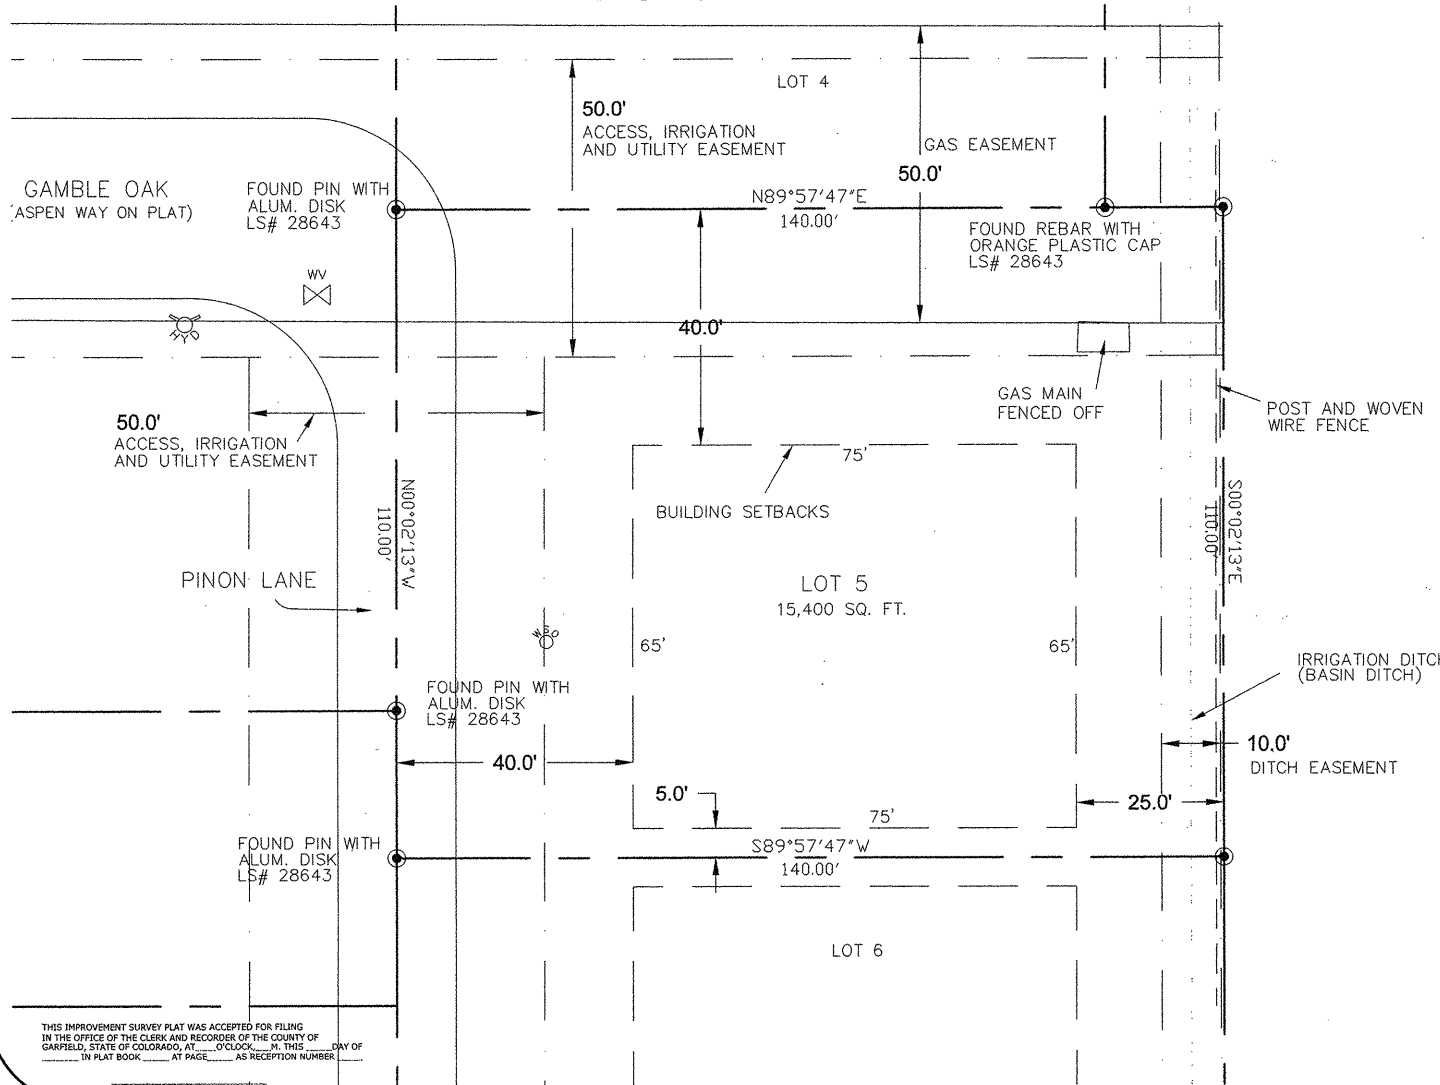 LOT 4
50.0'
ACCESS, IRRIGATION
AND UTILITY EASEMENT
GAS EASEMENT
50.0'
GAMBLE OAK
(ASPEN WAY ON PLAT)
FOUND PIN WITH
ALUM. DISK
LS# 28643
N89°57'47"E
140.00'
FOUND REBAR WITH
ORANGE PLASTIC CAP
LS# 28643
WV
HYD
40.0'
GAS MAIN
FENCED OFF
POST AND WOVEN
WIRE FENCE
50.0'
ACCESS, IRRIGATION
AND UTILITY EASEMENT
75'
BUILDING SETBACKS
N00°02'13"W
110.00'
S00°02'13"E
110.00'
PINON LANE
LOT 5
15,400 SQ. FT.
WSO
65'
65'
IRRIGATION DITCH
(BASIN DITCH)
FOUND PIN WITH
ALUM. DISK
LS# 28643
40.0'
10.0'
DITCH EASEMENT
5.0'
25.0'
75'
FOUND PIN WITH
ALUM. DISK
LS# 28643
S89°57'47"W
140.00'
LOT 6
THIS IMPROVEMENT SURVEY PLAT WAS ACCEPTED FOR FILING
IN THE OFFICE OF THE CLERK AND RECORDER OF THE COUNTY OF
GARFIELD, STATE OF COLORADO, AT____O'CLOCK___M. THIS _____DAY OF
_______ IN PLAT BOOK _____ AT PAGE_____ AS RECEPTION NUMBER _____